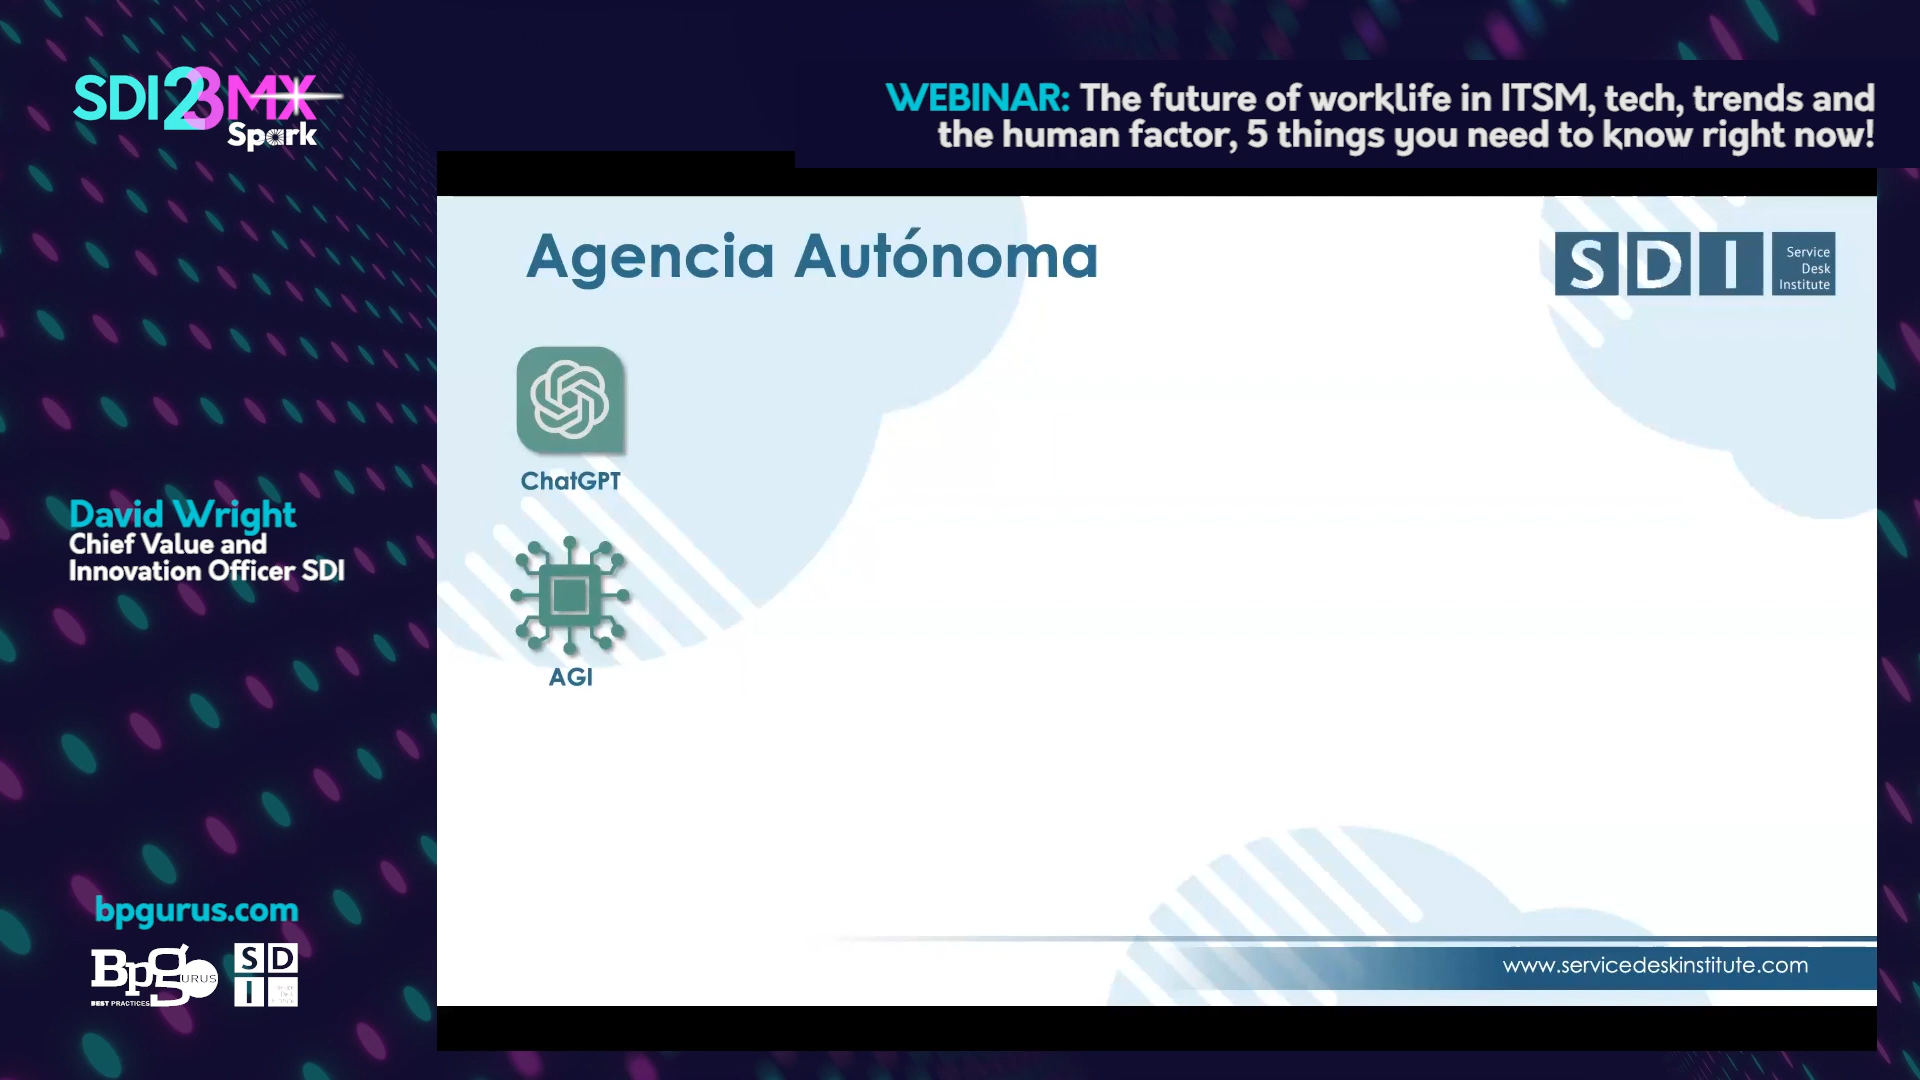 SDI23MX
Spark
WEBINAR: The future of worklife in ITSM, tech, trends and
the human factor, 5 things you need to know right now!
Agencia Autónoma
SDI
Service
Desk
Institute
ChatGPT
AGI
David Wright
Chief Value and
Innovation Officer SDI
bpgurus.com
BpGURUS
BEST PRACTICES
SD
I
www.servicedeskinstitute.com